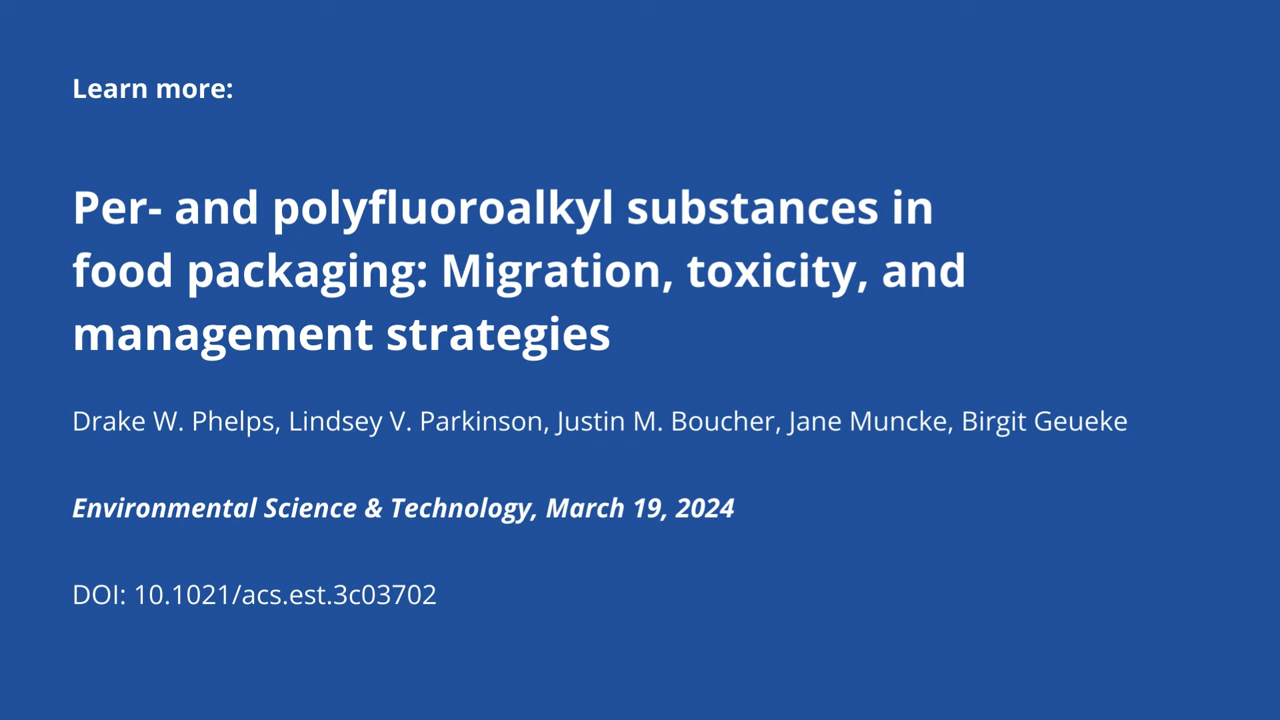 Learn more:
Per- and polyfluoroalkyl substances in
food packaging: Migration, toxicity, and
management strategies
Drake W. Phelps, Lindsey V. Parkinson, Justin M. Boucher, Jane Muncke, Birgit Geueke
Environmental Science & Technology, March 19, 2024
DOI: 10.1021/acs.est.3c03702